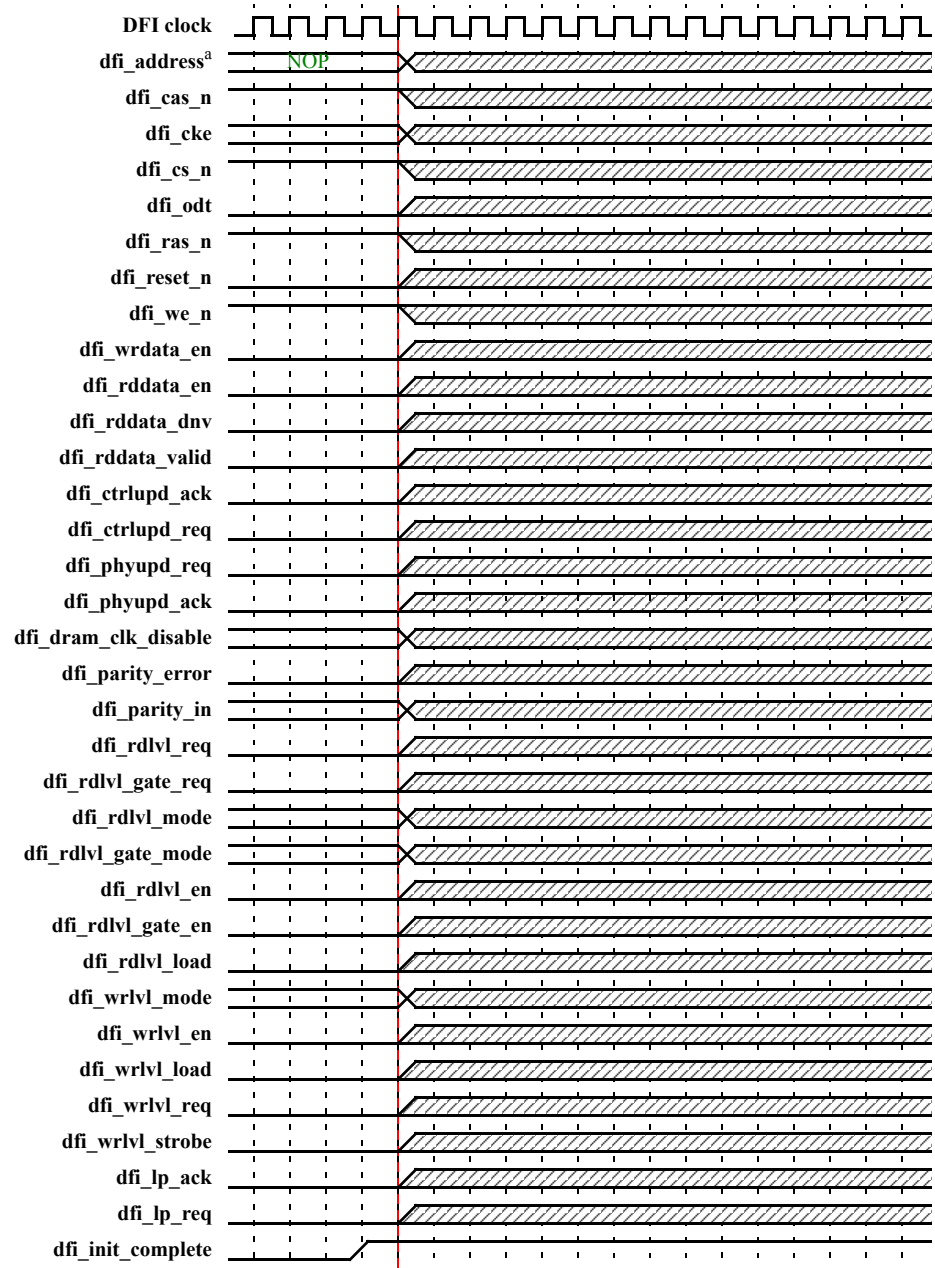 DFI clock
dfi_addressᵃ NOP
dfi_cas_n
dfi_cke
dfi_cs_n
dfi_odt
dfi_ras_n
dfi_reset_n
dfi_we_n
dfi_wrdata_en
dfi_rddata_en
dfi_rddata_dnv
dfi_rddata_valid
dfi_ctrlupd_ack
dfi_ctrlupd_req
dfi_phyupd_req
dfi_phyupd_ack
dfi_dram_clk_disable
dfi_parity_error
dfi_parity_in
dfi_rdlvl_req
dfi_rdlvl_gate_req
dfi_rdlvl_mode
dfi_rdlvl_gate_mode
dfi_rdlvl_en
dfi_rdlvl_gate_en
dfi_rdlvl_load
dfi_wrlvl_mode
dfi_wrlvl_en
dfi_wrlvl_load
dfi_wrlvl_req
dfi_wrlvl_strobe
dfi_lp_ack
dfi_lp_req
dfi_init_complete